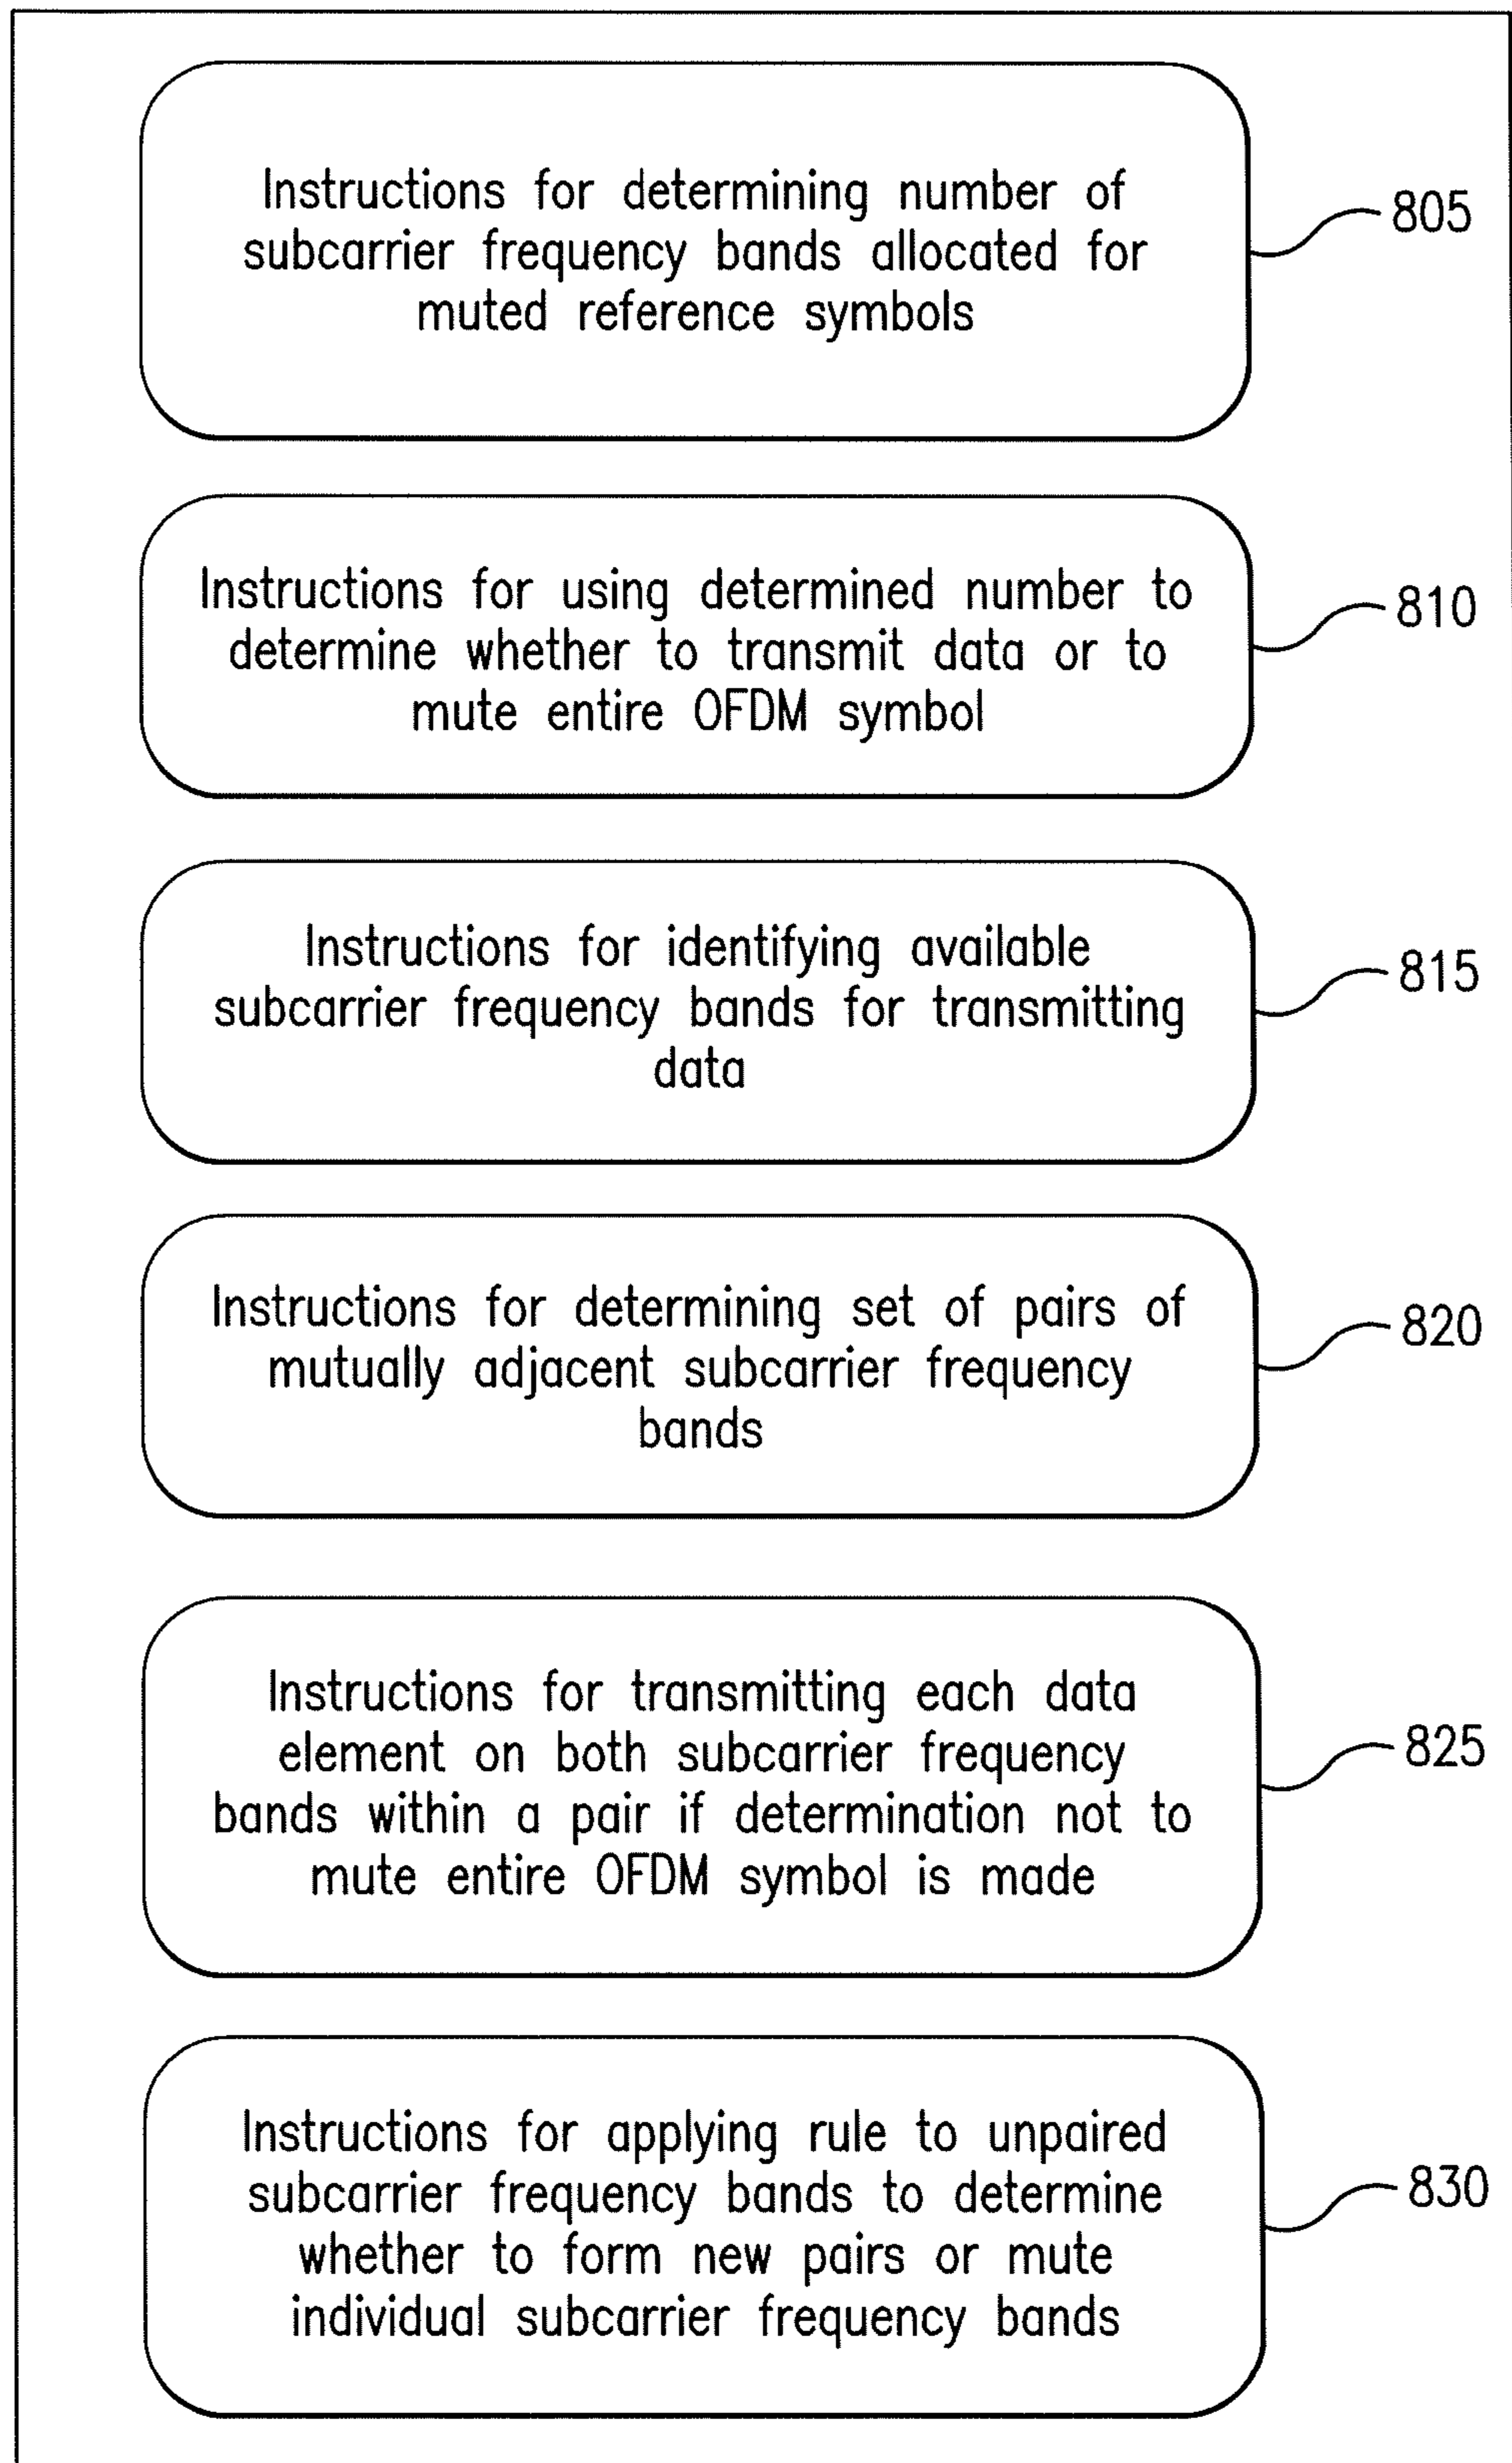 Instructions for determining number of
subcarrier frequency bands allocated for
muted reference symbols
805
Instructions for using determined number to
determine whether to transmit data or to
mute entire OFDM symbol
810
Instructions for identifying available
subcarrier frequency bands for transmitting
data
815
Instructions for determining set of pairs of
mutually adjacent subcarrier frequency
bands
820
Instructions for transmitting each data
element on both subcarrier frequency
bands within a pair if determination not to
mute entire OFDM symbol is made
825
Instructions for applying rule to unpaired
subcarrier frequency bands to determine
whether to form new pairs or mute
individual subcarrier frequency bands
830